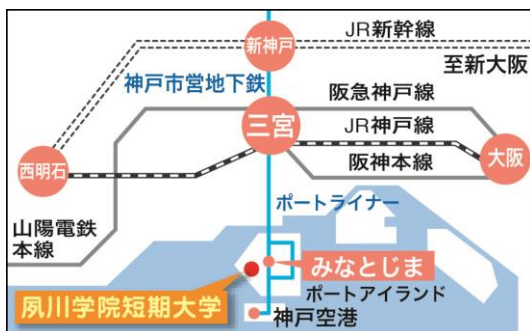 JR新幹線
新神戸
至新大阪
神戸市営地下鉄
阪急神戸線
三宮
JR神戸線
西明石
大阪
阪神本線
山陽電鉄
本線
ポートライナー
みなとじま
夙川学院短期大学
ポートアイランド
神戸空港